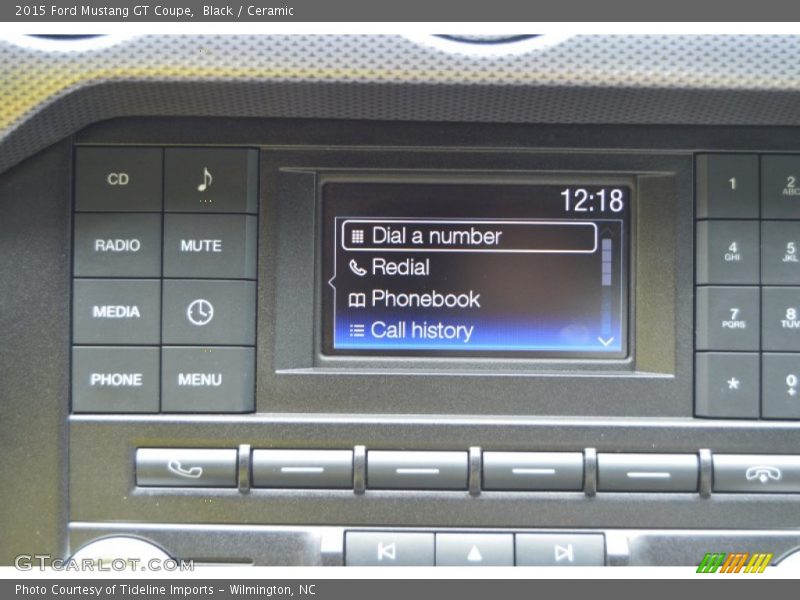 2015 Ford Mustang GT Coupe, Black / Ceramic
CD
RADIO MUTE
MEDIA
PHONE MENU
12:18
Dial a number
Redial
Phonebook
Call history
1 2 ABC
4 GHI 5 JKL
7 PQRS 8 TUV
* 0 +
GTCARLOT.COM
Photo Courtesy of Tideline Imports - Wilmington, NC